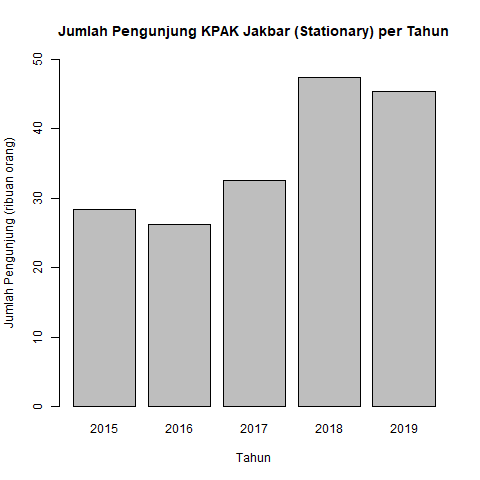 Jumlah Pengunjung KPAK Jakbar (Stationary) per Tahun
Jumlah Pengunjung (ribuan orang)
50
40
30
20
10
0
2015 2016 2017 2018 2019
Tahun